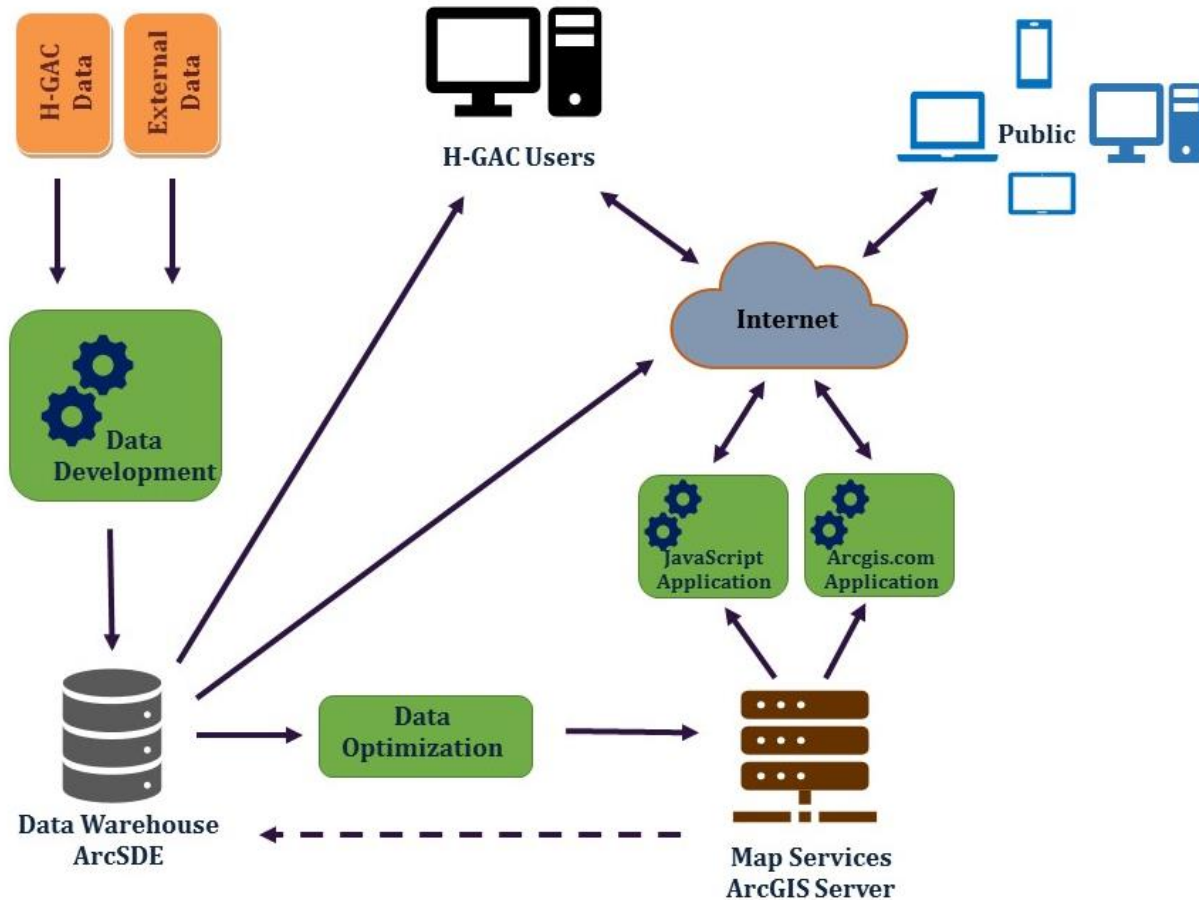 H-GAC
Data
External
Data
H-GAC Users
Public
Internet
Data
Development
JavaScript
Application
Arcgis.com
Application
Data
Optimization
Data Warehouse
ArcSDE
Map Services
ArcGIS Server